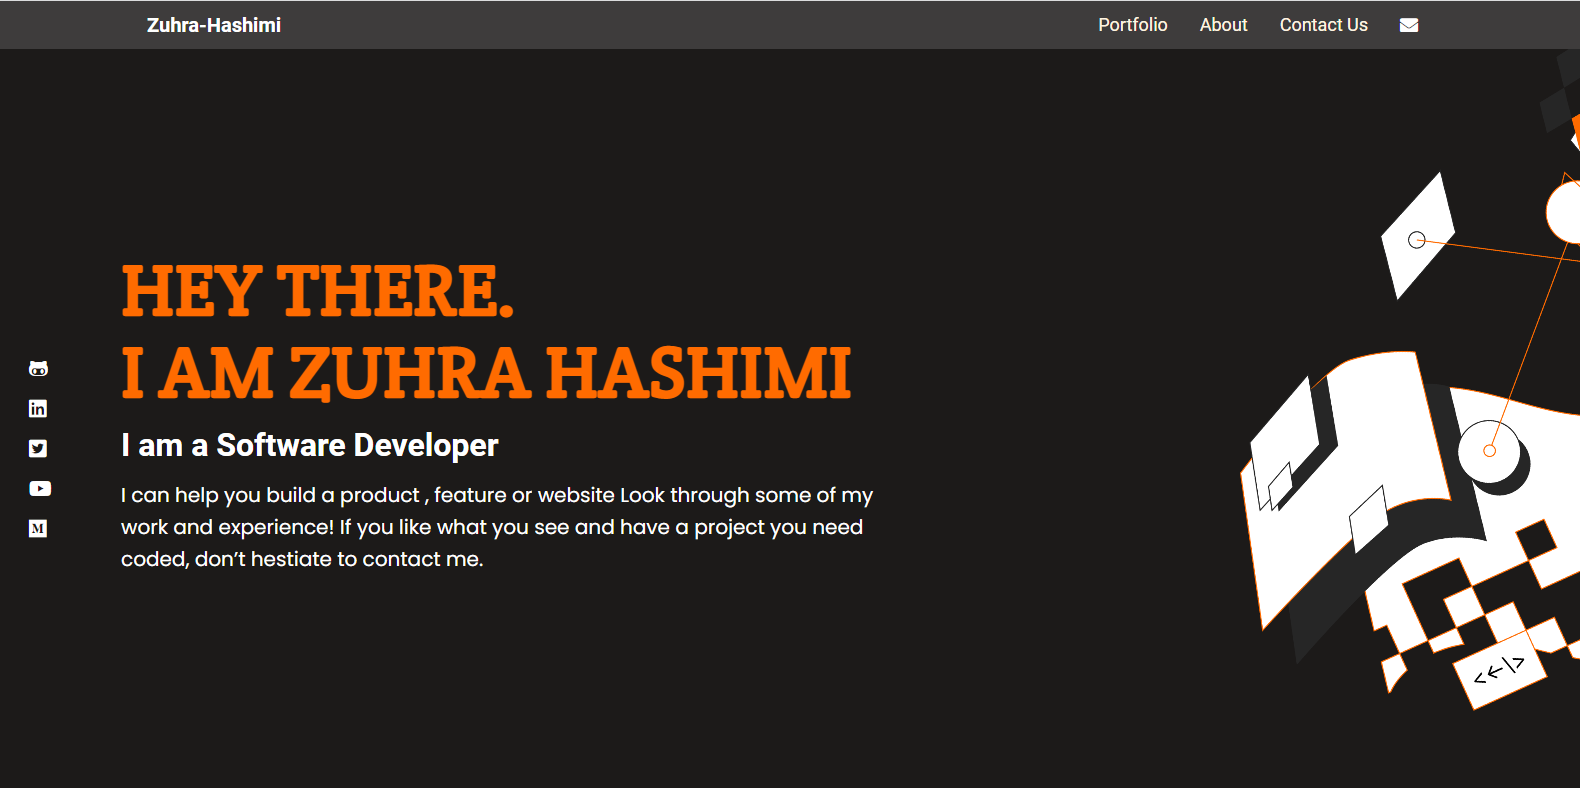 Zuhra-Hashimi
Portfolio About Contact Us
HEY THERE.
I AM ZUHRA HASHIMI
I am a Software Developer
I can help you build a product , feature or website Look through some of my
work and experience! If you like what you see and have a project you need
coded, don’t hestiate to contact me.
in
M
<←\>